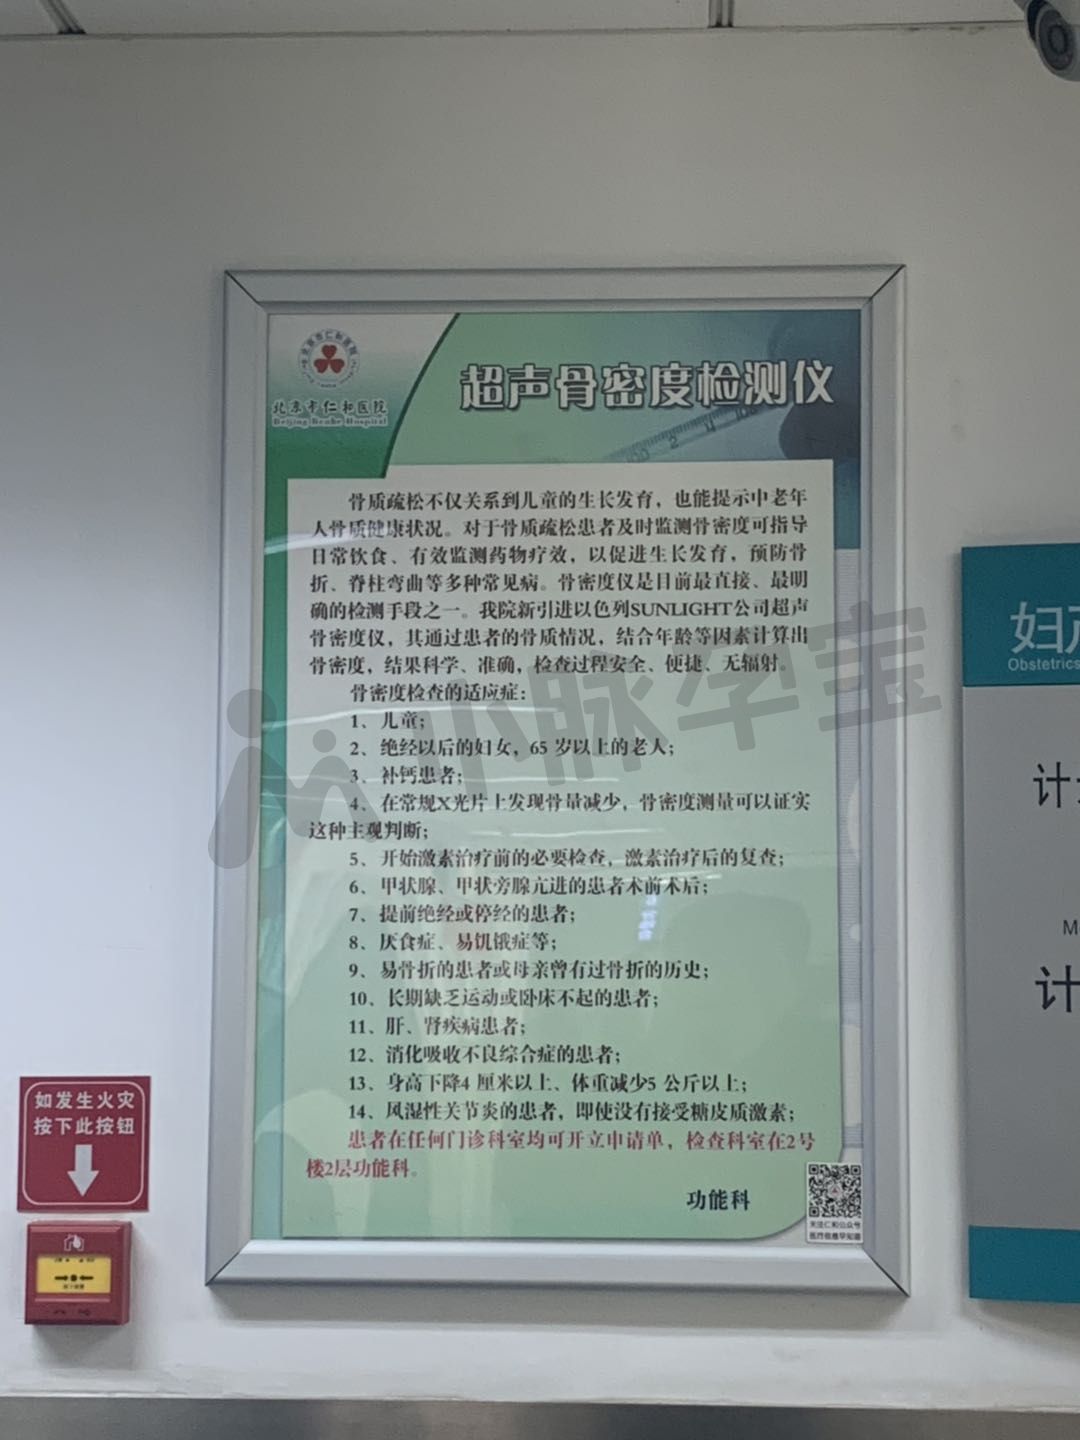 北京市仁和医院
Beijing Renhe Hospital
超声骨密度检测仪
骨质疏松不仅关系到儿童的生长发育，也能提示中老年
人骨质健康状况。对于骨质疏松患者及时监测骨密度可指导
日常饮食、有效监测药物疗效，以促进生长发育，预防骨
折、脊柱弯曲等多种常见病。骨密度仪是目前最直接、最明
确的检测手段之一。我院新引进以色列SUNLIGHT公司超声
骨密度仪，其通过患者的骨质情况，结合年龄等因素计算出
骨密度，结果科学、准确，检查过程安全、便捷、无辐射。
骨密度检查的适应症：
1、儿童；
2、绝经以后的妇女，65 岁以上的老人；
3、补钙患者；
4、在常规X光片上发现骨量减少，骨密度测量可以证实
这种主观判断；
5、开始激素治疗前的必要检查，激素治疗后的复查；
6、甲状腺、甲状旁腺亢进的患者术前术后；
7、提前绝经或停经的患者；
8、厌食症、易饥饿症等；
9、易骨折的患者或母亲曾有过骨折的历史；
10、长期缺乏运动或卧床不起的患者；
11、肝、肾疾病患者；
12、消化吸收不良综合症的患者；
13、身高下降4 厘米以上、体重减少5 公斤以上；
14、风湿性关节炎的患者，即使没有接受糖皮质激素；
患者在任何门诊科室均可开立申请单，检查科室在2号
楼2层功能科。
功能科
关注仁和公众号
医疗信息早知道
小脉孕宝
妇产
Obstetrics
计
M
计
如发生火灾
按下此按钮